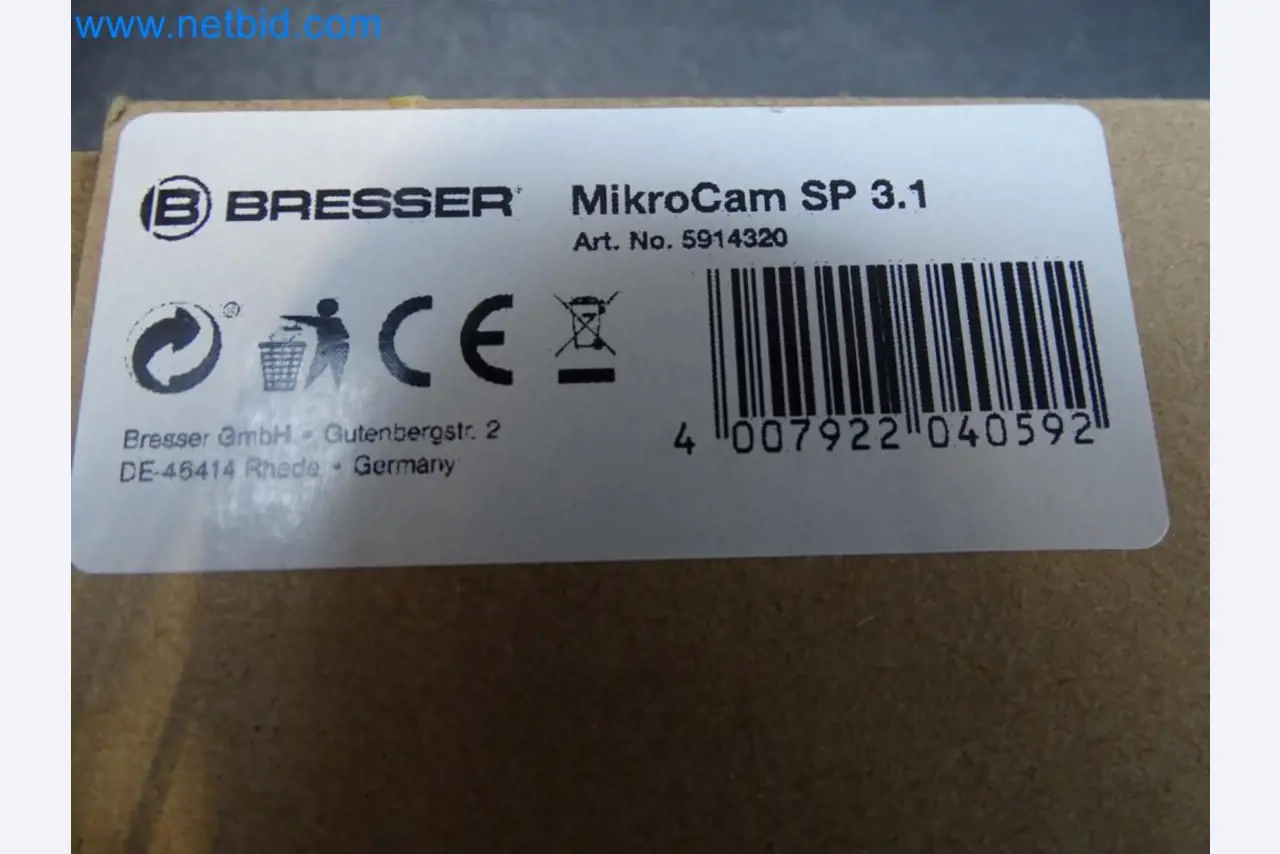 www.netbid.com
B BRESSER®
MikroCam SP 3.1
Art. No. 5914320
CE
Bresser GmbH • Gutenbergstr. 2
DE-46414 Rhede • Germany
4 007922 040592